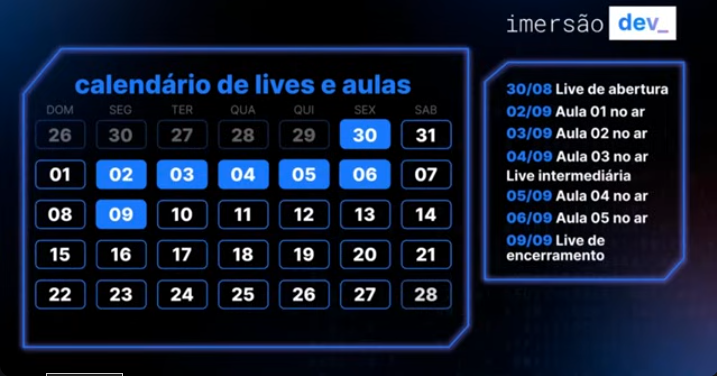 imersão dev_
calendário de lives e aulas
DOM SEG TER QUA QUI SEX SAB
26 30 27 28 29 30 31
01 02 03 04 05 06 07
08 09 10 11 12 13 14
15 16 17 18 19 20 21
22 23 24 25 26 27 28
30/08 Live de abertura
02/09 Aula 01 no ar
03/09 Aula 02 no ar
04/09 Aula 03 no ar
Live intermediária
05/09 Aula 04 no ar
06/09 Aula 05 no ar
09/09 Live de
encerramento